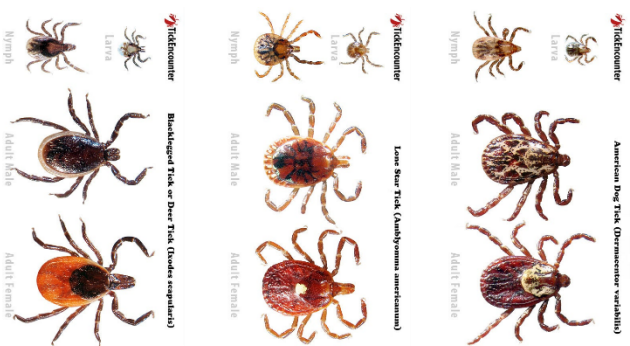 TickEncounter
Larva
Nymph
Adult Male
Adult Female
Blacklegged Tick or Deer Tick (Ixodes scapularis)
TickEncounter
Larva
Nymph
Adult Male
Adult Female
Lone Star Tick (Amblyomma americanum)
TickEncounter
Larva
Nymph
Adult Male
Adult Female
American Dog Tick (Dermacentor variabilis)